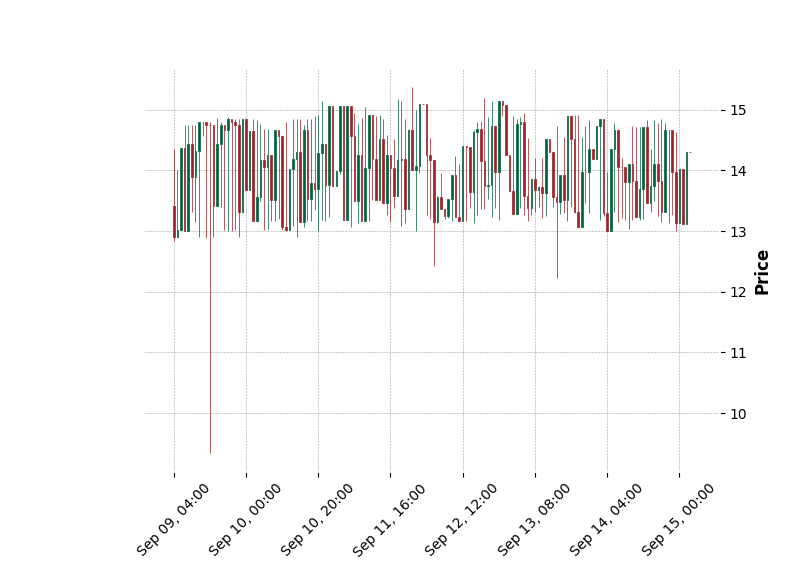 15
14
13
12
11
10
Price
Sep 09, 04:00
Sep 10, 00:00
Sep 10, 20:00
Sep 11, 16:00
Sep 12, 12:00
Sep 13, 08:00
Sep 14, 04:00
Sep 15, 00:00